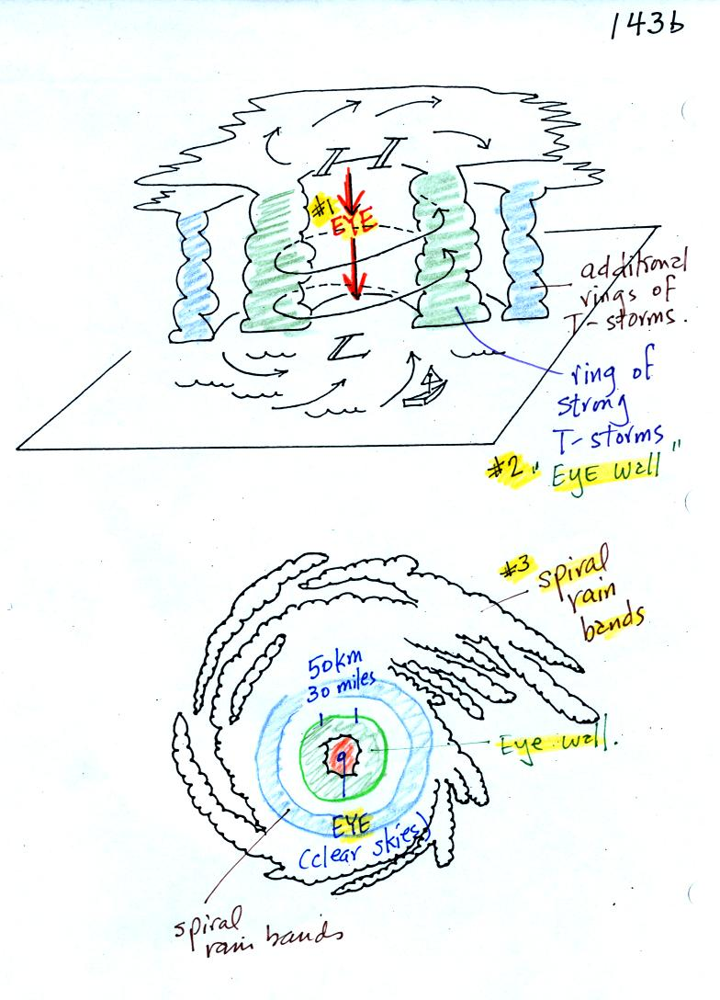 143b
#1
EYE
additional
rings of
T-storms.
ring of
strong
T-storms
#2 " EYE Wall "
#3 spiral
rain
bands
50km
30 miles
Eye wall.
EYE
(clear skies)
spiral
rain bands